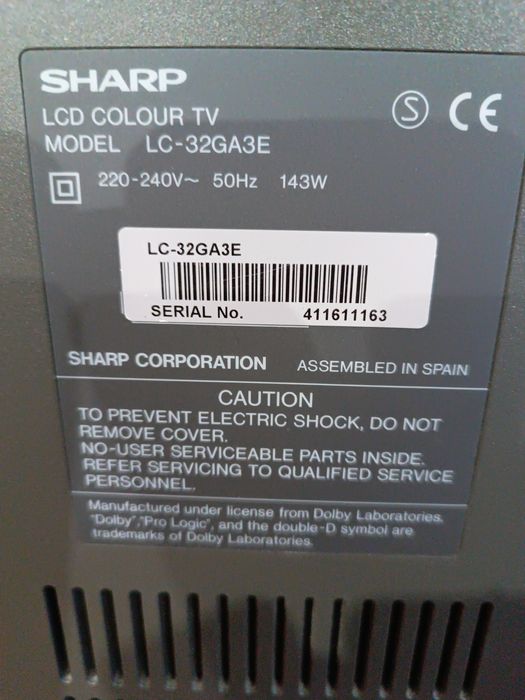 SHARP
LCD COLOUR TV
MODEL LC-32GA3E
220-240V~ 50Hz 143W
S CE
LC-32GA3E
SERIAL No. 411611163
SHARP CORPORATION ASSEMBLED IN SPAIN
CAUTION
TO PREVENT ELECTRIC SHOCK, DO NOT
REMOVE COVER.
NO-USER SERVICEABLE PARTS INSIDE.
REFER SERVICING TO QUALIFIED SERVICE
PERSONNEL.
Manufactured under license from Dolby Laboratories.
"Dolby","Pro Logic", and the double-D symbol are
trademarks of Dolby Laboratories.